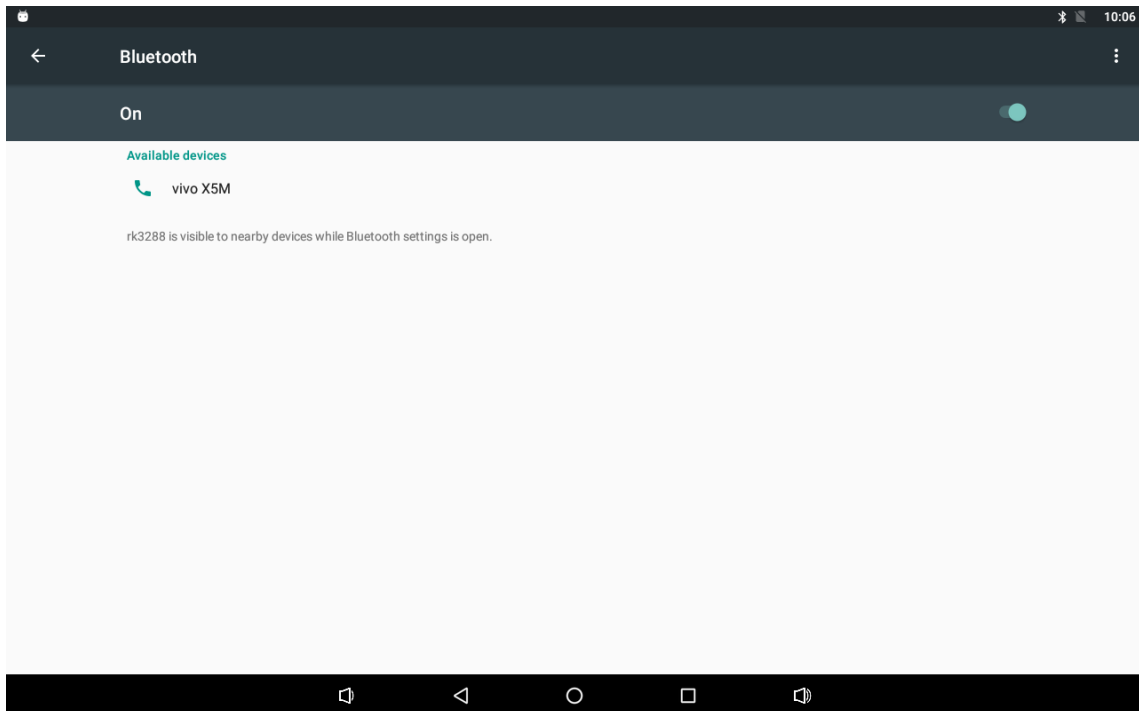 10:06
Bluetooth
On
Available devices
vivo X5M
rk3288 is visible to nearby devices while Bluetooth settings is open.